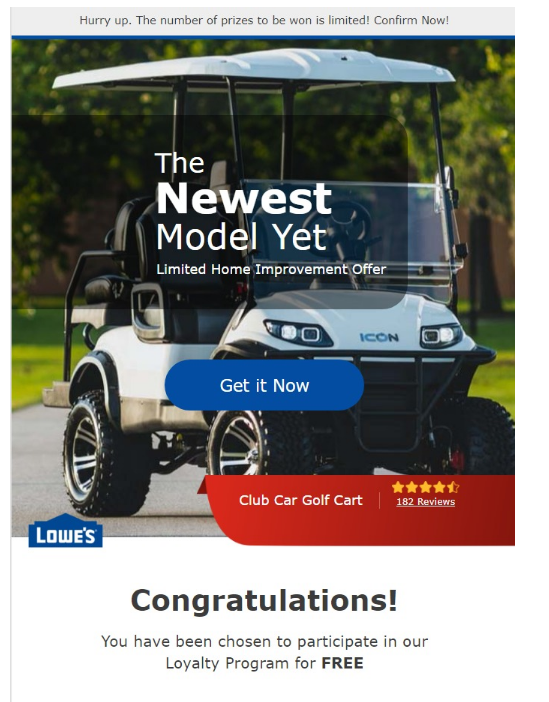 Hurry up. The number of prizes to be won is limited! Confirm Now!
The
Newest
Model Yet
Limited Home Improvement Offer
ICON
Get it Now
Club Car Golf Cart
182 Reviews
LOWE'S
Congratulations!
You have been chosen to participate in our
Loyalty Program for FREE